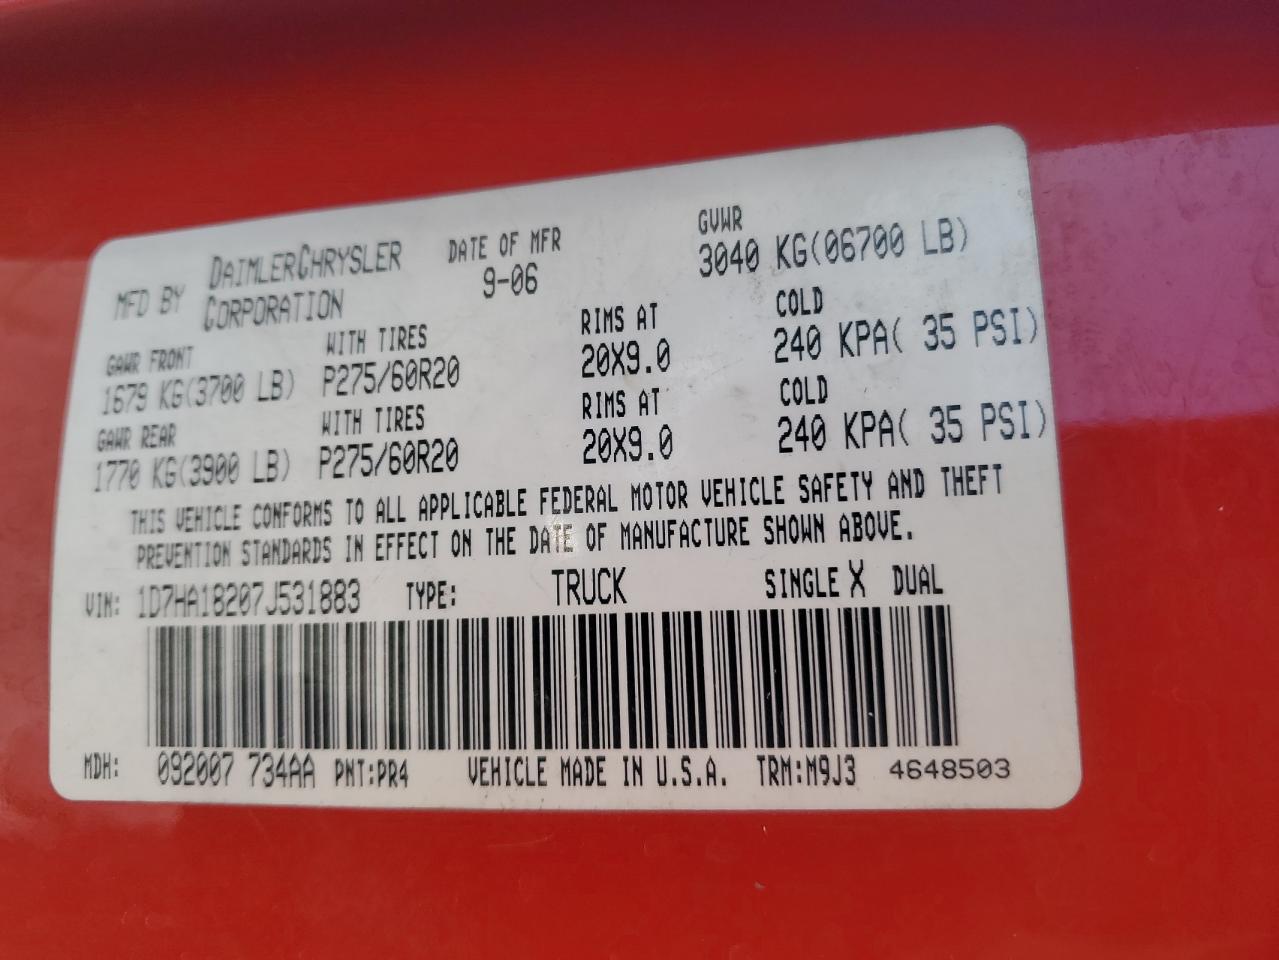 MFD BY DAIMLERCHRYSLER CORPORATION DATE OF MFR 9-06 GVWR 3040 KG(06700 LB)
GAWR FRONT WITH TIRES RIMS AT COLD
1679 KG(3700 LB) P275/60R20 20X9.0 240 KPA( 35 PSI)
GAWR REAR WITH TIRES RIMS AT COLD
1770 KG(3900 LB) P275/60R20 20X9.0 240 KPA( 35 PSI)
THIS VEHICLE CONFORMS TO ALL APPLICABLE FEDERAL MOTOR VEHICLE SAFETY AND THEFT
PREVENTION STANDARDS IN EFFECT ON THE DATE OF MANUFACTURE SHOWN ABOVE.
VIN: 1D7HA18207J531883 TYPE: TRUCK SINGLE X DUAL
MDH: 092007 734AA PNT:PR4 VEHICLE MADE IN U.S.A. TRM:M9J3 4648503